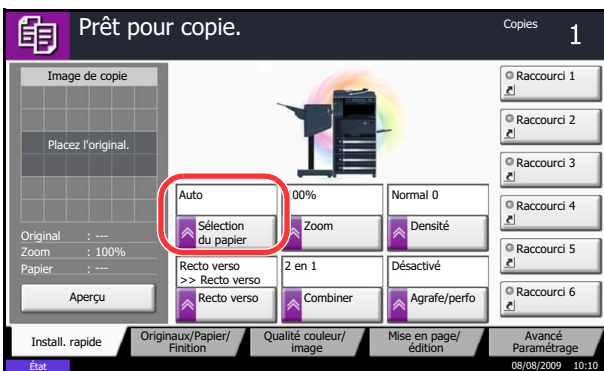 Prêt pour copie.
Copies
1
Image de copie
Placez l'original.
Original : ---
Zoom : 100%
Papier : ---
Aperçu
Auto
Sélection
du papier
100%
Zoom
Normal 0
Densité
Recto verso
>> Recto verso
Recto verso
2 en 1
Combiner
Désactivé
Agrafe/perfo
Raccourci 1
Raccourci 2
Raccourci 3
Raccourci 4
Raccourci 5
Raccourci 6
Install. rapide
Originaux/Papier/
Finition
Qualité couleur/
image
Mise en page/
édition
Avancé
Paramétrage
État
08/08/2009 10:10